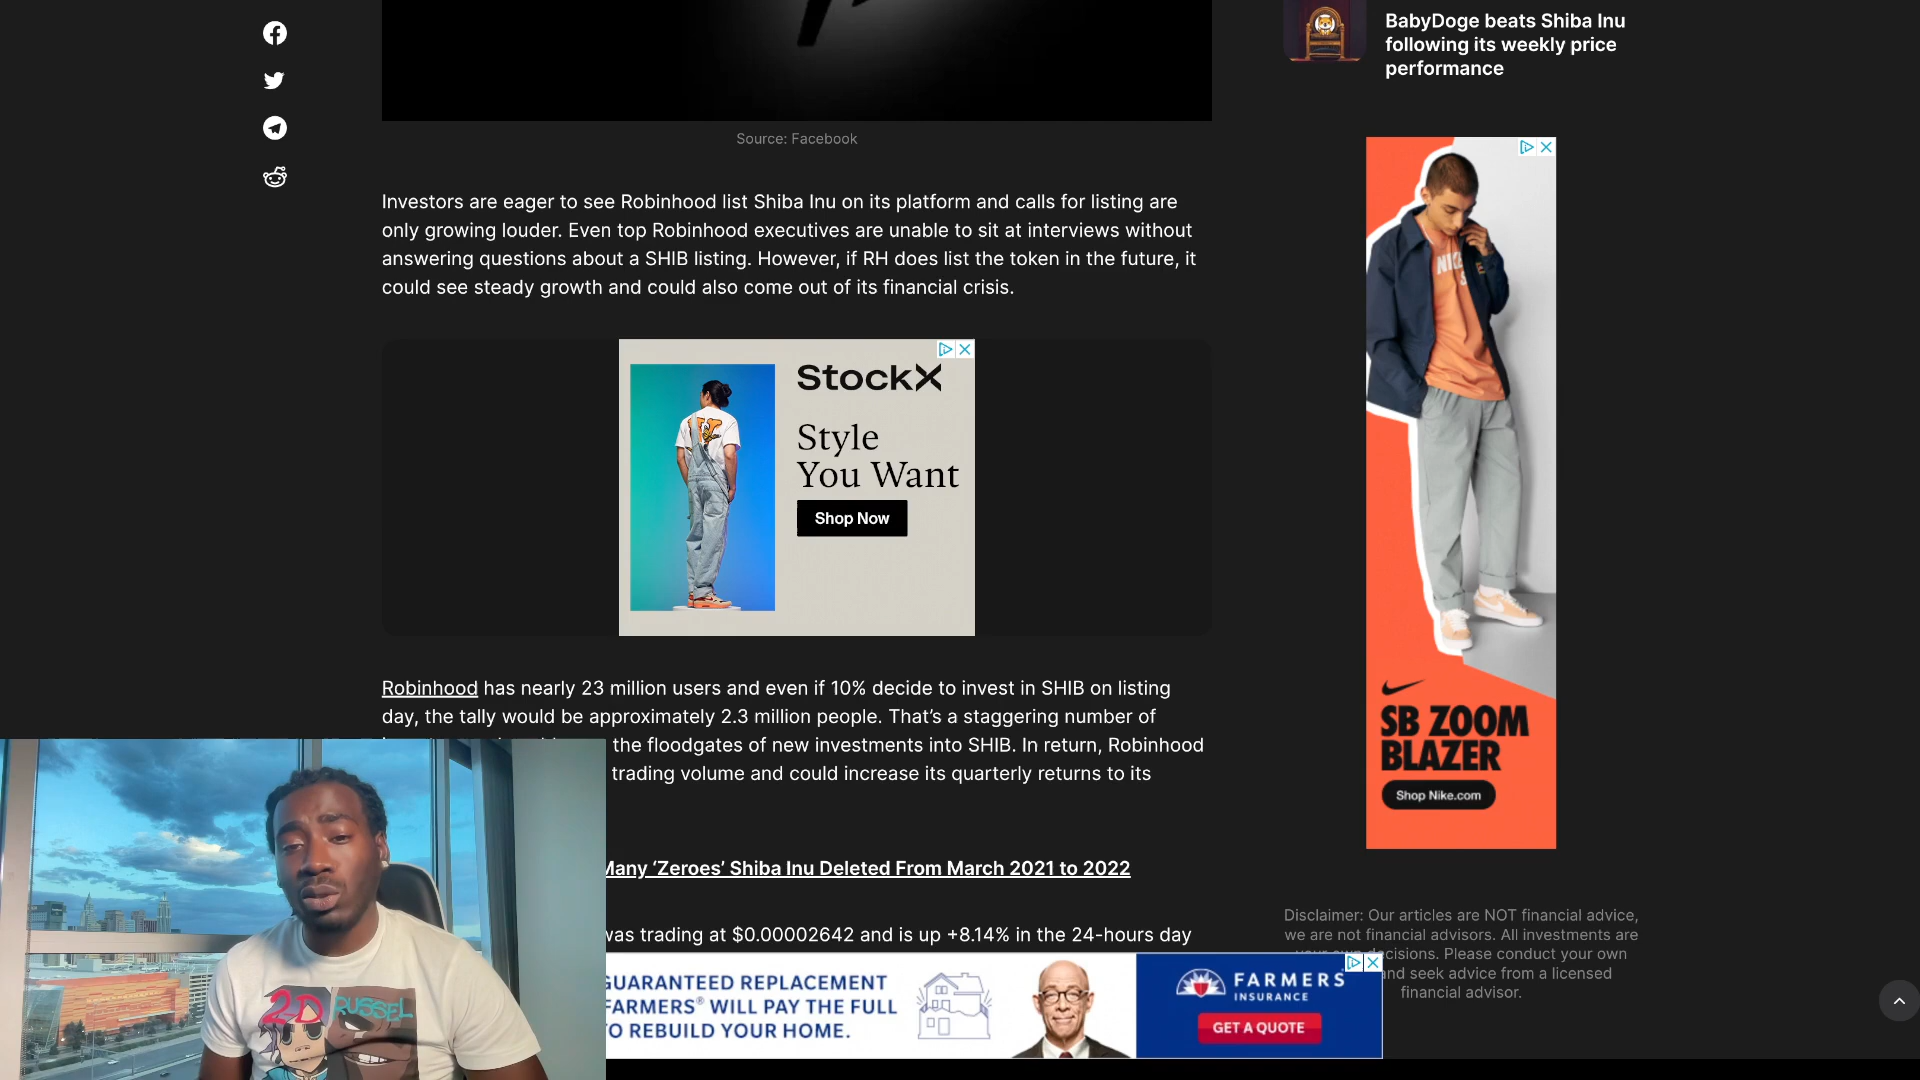 BabyDoge beats Shiba Inu
following its weekly price
performance
Source: Facebook
Investors are eager to see Robinhood list Shiba Inu on its platform and calls for listing are
only growing louder. Even top Robinhood executives are unable to sit at interviews without
answering questions about a SHIB listing. However, if RH does list the token in the future, it
could see steady growth and could also come out of its financial crisis.
StockX
Style
You Want
Shop Now
NIKE
SB ZOOM
BLAZER
Shop Nike.com
Robinhood has nearly 23 million users and even if 10% decide to invest in SHIB on listing
day, the tally would be approximately 2.3 million people. That's a staggering number of
the floodgates of new investments into SHIB. In return, Robinhood
trading volume and could increase its quarterly returns to its
Many 'Zeroes' Shiba Inu Deleted From March 2021 to 2022
was trading at $0.00002642 and is up +8.14% in the 24-hours day
Disclaimer: Our articles are NOT financial advice,
we are not financial advisors. All investments are
your own decisions. Please conduct your own
and seek advice from a licensed
financial advisor.
GUARANTEED REPLACEMENT
FARMERS® WILL PAY THE FULL
TO REBUILD YOUR HOME.
FARMERS
INSURANCE
GET A QUOTE
2D RUSSEL